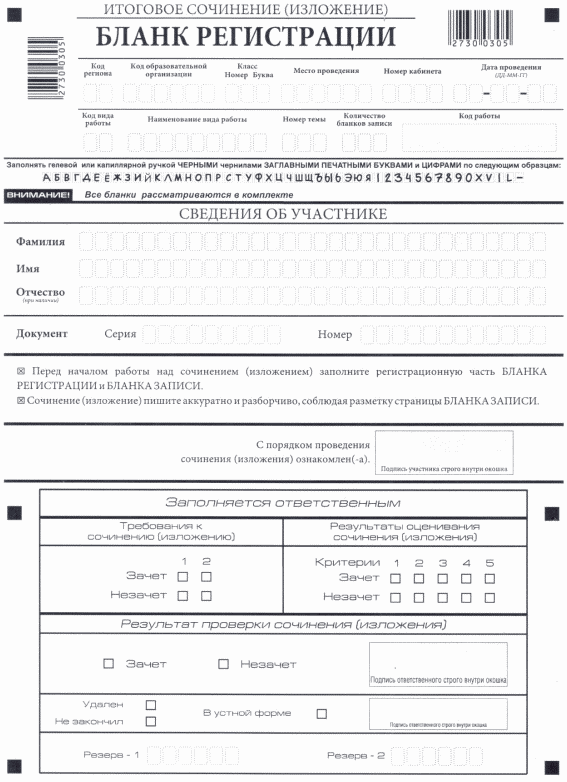 ИТОГОВОЕ СОЧИНЕНИЕ (ИЗЛОЖЕНИЕ)
БЛАНК РЕГИСТРАЦИИ
2730 0305
2730 0305
Код региона
Код образовательной организации
Класс Номер Буква
Место проведения
Номер кабинета
Дата проведения (ДД-ММ-ГГ)
Код вида работы
Наименование вида работы
Номер темы
Количество бланков записи
Код работы
Заполнять гелевой или капиллярной ручкой ЧЕРНЫМИ чернилами ЗАГЛАВНЫМИ ПЕЧАТНЫМИ БУКВАМИ и ЦИФРАМИ по следующим образцам:
АБВГДЕЁЖЗИЙКЛМНОПРСТУФХЦЧШЩЪЫЬЭЮЯ1234567890XVIL-
ВНИМАНИЕ! Все бланки рассматриваются в комплекте
СВЕДЕНИЯ ОБ УЧАСТНИКЕ
Фамилия
Имя
Отчество
(при наличии)
Документ Серия Номер
☒ Перед началом работы над сочинением (изложением) заполните регистрационную часть БЛАНКА
РЕГИСТРАЦИИ и БЛАНКА ЗАПИСИ.
☒ Сочинение (изложение) пишите аккуратно и разборчиво, соблюдая разметку страницы БЛАНКА ЗАПИСИ.
С порядком проведения
сочинения (изложения) ознакомлен(-а).
Подпись участника строго внутри окошка
Заполняется ответственным
Требования к
сочинению (изложению)
Результаты оценивания
сочинения (изложения)
1 2
Зачет
Незачет
Критерии 1 2 3 4 5
Зачет
Незачет
Результат проверки сочинения (изложения)
Зачет Незачет
Подпись ответственного строго внутри окошка
Удален
Не закончил
В устной форме
Подпись ответственного строго внутри окошка
Резерв - 1 Резерв - 2